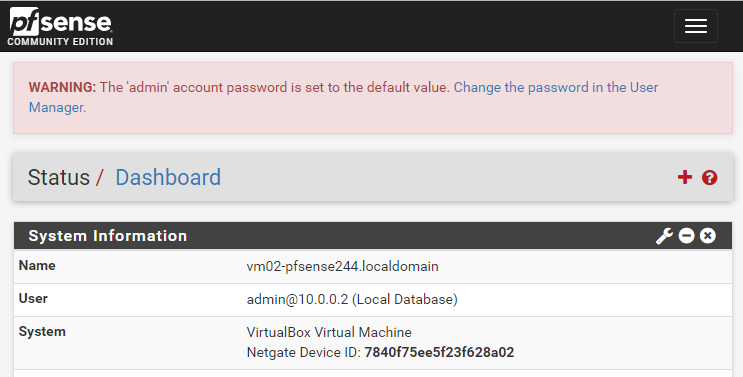 pfsense
COMMUNITY EDITION
WARNING: The 'admin' account password is set to the default value. Change the password in the User
Manager.
Status / Dashboard
System Information
Name vm02-pfsense244.localdomain
User admin@10.0.0.2 (Local Database)
System VirtualBox Virtual Machine
Netgate Device ID: 7840f75ee5f23f628a02